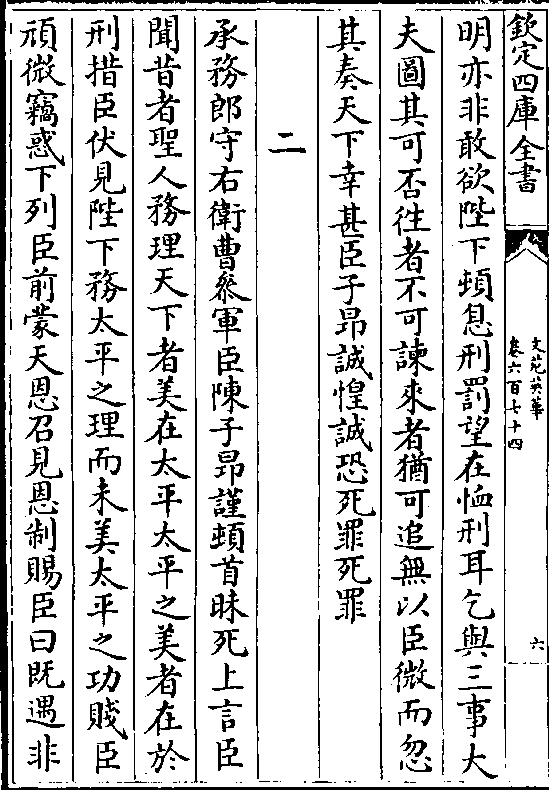 欽定四庫全書
文苑英華
卷六百七十四
六
明亦非敢欲陛下頓息刑罰望在恤刑耳乞與三事大
夫圖其可否徃者不可諫來者猶可追無以臣微而忽
其奏天下幸甚臣子昂誠惶誠恐死罪死罪
二
承務郎守右衛曹叅軍臣陳子昂謹頓首昧死上言臣
聞昔者聖人務理天下者美在太平太平之美者在於
刑措臣伏見陛下務太平之理而未美太平之功賤臣
頑微竊惑下列臣前蒙天恩召見恩制賜臣曰既遇非